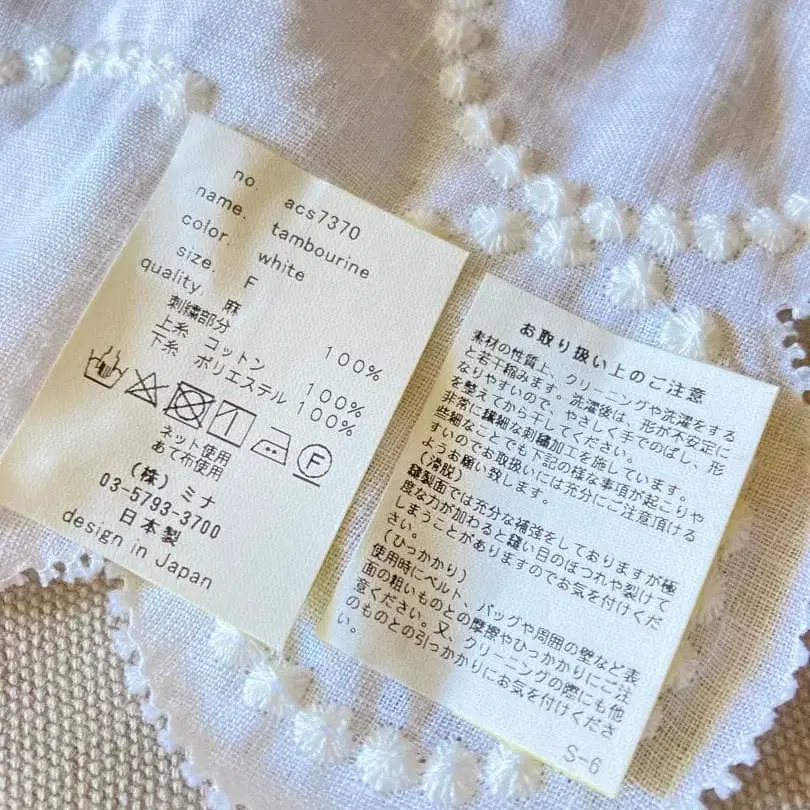 no. acs7370
name. tambourine
color. white
size. F
quality. 麻 100%
刺繍部分
上糸 コットン 100%
下糸 ポリエステル 100%
ネット使用
あて布使用
(株) ミナ
03-5793-3700
日本製
design in Japan
お取り扱い上のご注意
素材の性質上、クリーニングや洗濯をする
と若干縮みます。洗濯後は、形が不安定に
なりやすいので、やさしく手でのばし、形
を整えてから干してください。
非常に繊細な刺繍加工を施しています。
些細なことでも下記の様な事項が起こりや
すいのでお取扱いには充分にご注意頂ける
ようお願い致します。
(滑脱)
縫製面では充分な補強をしておりますが極
度な力が加わると縫い目のほつれや裂けて
しまうことがありますのでお気を付けくだ
さい。
(ひっかかり)
使用時にベルト、バッグや周囲の壁など表
面の粗いものとの摩擦やひっかかりにご注
意ください。又、クリーニングの際にも他
のものとの引っかかりにお気を付けくださ
い。
S-6